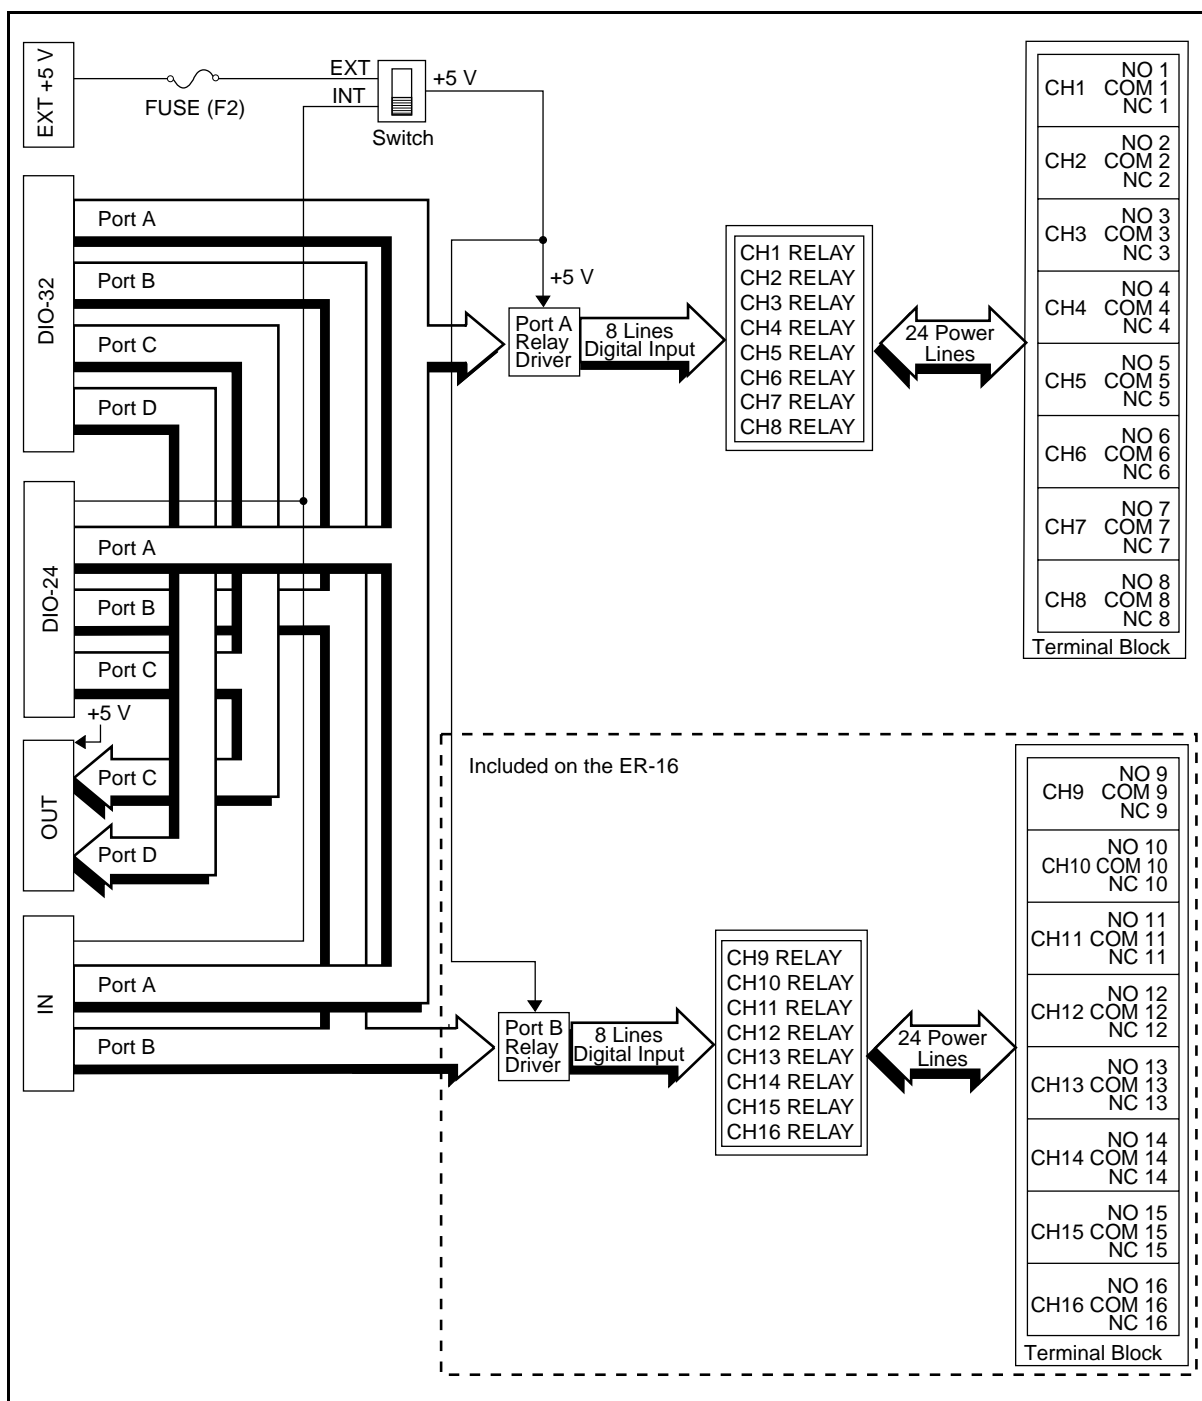 EXT +5 V
FUSE (F2)
EXT
INT
+5 V
Switch
DIO-32
Port A
Port B
Port C
Port D
+5 V
Port A
Relay
Driver
8 Lines
Digital Input
CH1 RELAY
CH2 RELAY
CH3 RELAY
CH4 RELAY
CH5 RELAY
CH6 RELAY
CH7 RELAY
CH8 RELAY
24 Power
Lines
NO 1
CH1 COM 1
NC 1
NO 2
CH2 COM 2
NC 2
NO 3
CH3 COM 3
NC 3
NO 4
CH4 COM 4
NC 4
NO 5
CH5 COM 5
NC 5
NO 6
CH6 COM 6
NC 6
NO 7
CH7 COM 7
NC 7
NO 8
CH8 COM 8
NC 8
Terminal Block
DIO-24
Port A
Port B
Port C
+5 V
OUT
Port C
Port D
IN
Port A
Port B
Included on the ER-16
Port B
Relay
Driver
8 Lines
Digital Input
CH9 RELAY
CH10 RELAY
CH11 RELAY
CH12 RELAY
CH13 RELAY
CH14 RELAY
CH15 RELAY
CH16 RELAY
24 Power
Lines
NO 9
CH9 COM 9
NC 9
NO 10
CH10 COM 10
NC 10
NO 11
CH11 COM 11
NC 11
NO 12
CH12 COM 12
NC 12
NO 13
CH13 COM 13
NC 13
NO 14
CH14 COM 14
NC 14
NO 15
CH15 COM 15
NC 15
NO 16
CH16 COM 16
NC 16
Terminal Block